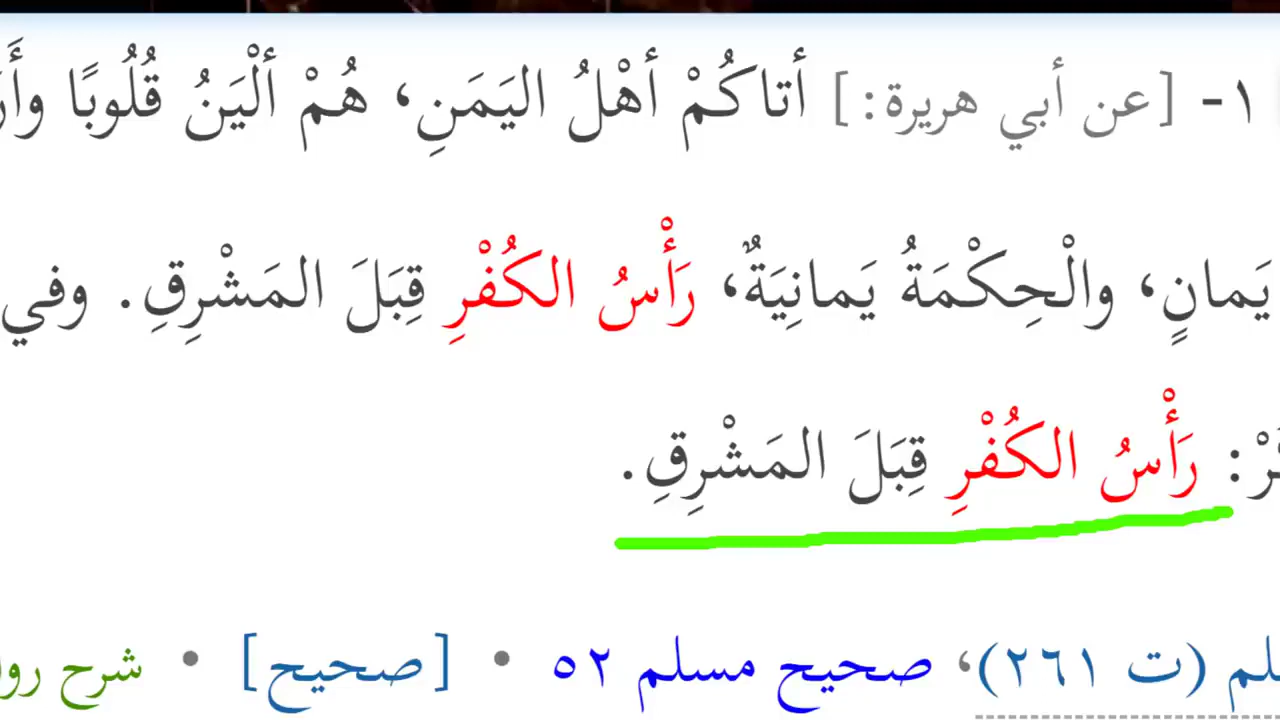 ١- [عن أبي هريرة:] أتاكُمْ أهْلُ اليَمَنِ، هُمْ ألْيَنُ قُلُوبًا
يَمانٍ، والْحِكْمَةُ يَمانِيَةٌ، رَأْسُ الكُفْرِ قِبَلَ المَشْرِقِ. وفي
رَأْسُ الكُفْرِ قِبَلَ المَشْرِقِ.
(ت ٢٦١)، صحيح مسلم ٥٢ • [صحيح] • شرح